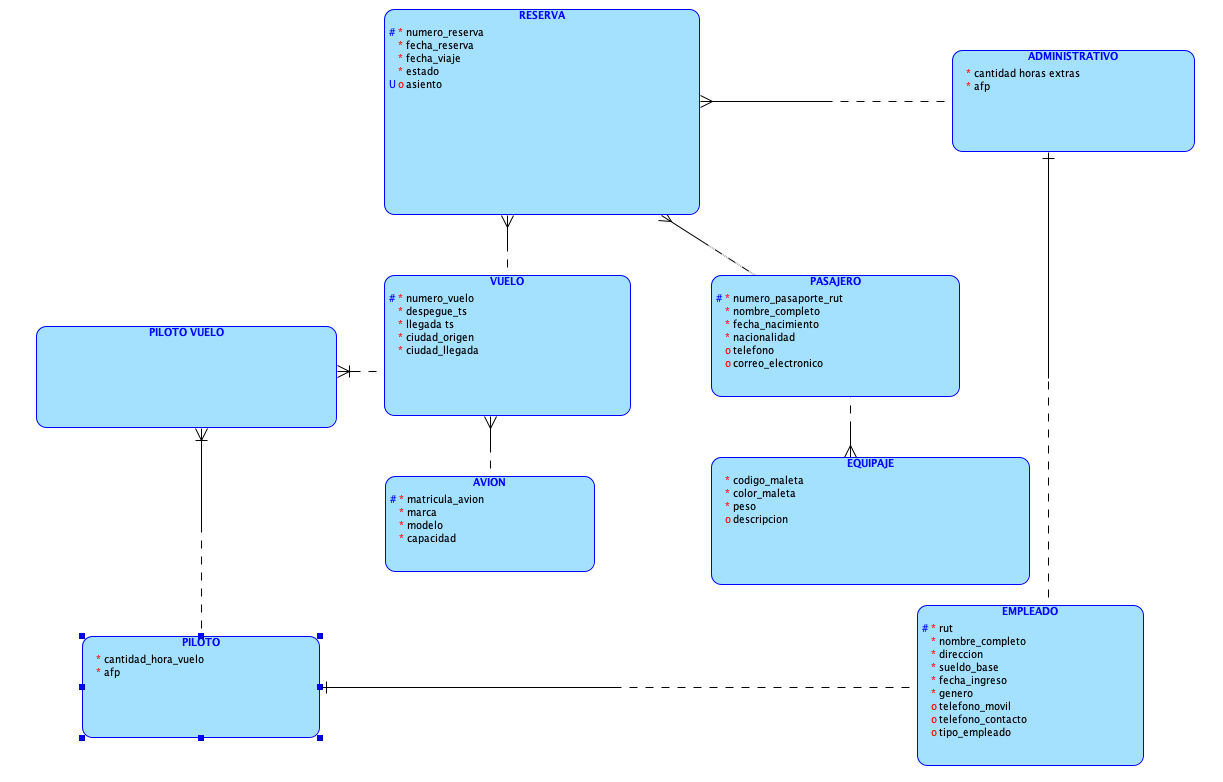 RESERVA
# * numero_reserva
* fecha_reserva
* fecha_viaje
* estado
U o asiento
ADMINISTRATIVO
* cantidad horas extras
* afp
VUELO
# * numero_vuelo
* despegue_ts
* llegada ts
* ciudad_origen
* ciudad_llegada
PASAJERO
# * numero_pasaporte_rut
* nombre_completo
* fecha_nacimiento
* nacionalidad
o telefono
o correo_electronico
PILOTO VUELO
AVION
# * matricula_avion
* marca
* modelo
* capacidad
EQUIPAJE
* codigo_maleta
* color_maleta
* peso
o descripcion
PILOTO
* cantidad_hora_vuelo
* afp
EMPLEADO
# * rut
* nombre_completo
* direccion
* sueldo_base
* fecha_ingreso
* genero
o telefono_movil
o telefono_contacto
o tipo_empleado